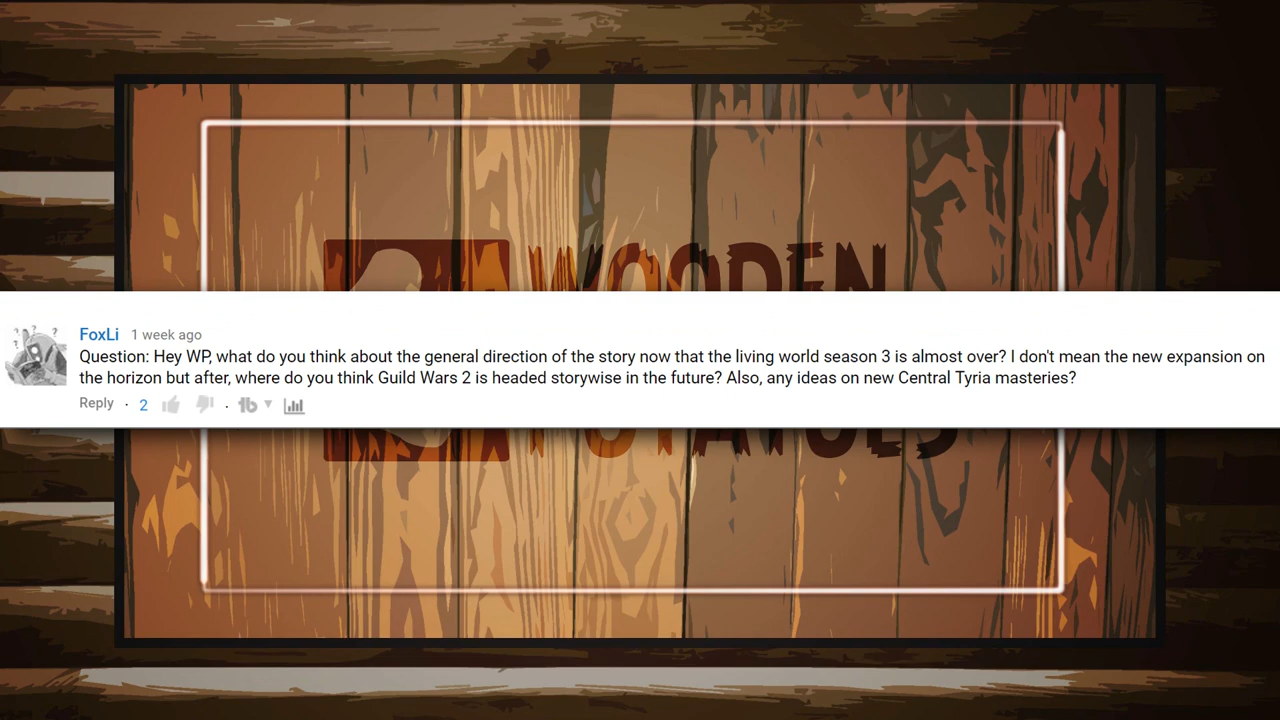 WOODEN
FoxLi 1 week ago
Question: Hey WP, what do you think about the general direction of the story now that the living world season 3 is almost over? I don't mean the new expansion on
the horizon but after, where do you think Guild Wars 2 is headed storywise in the future? Also, any ideas on new Central Tyria masteries?
Reply · 2
POTATOES